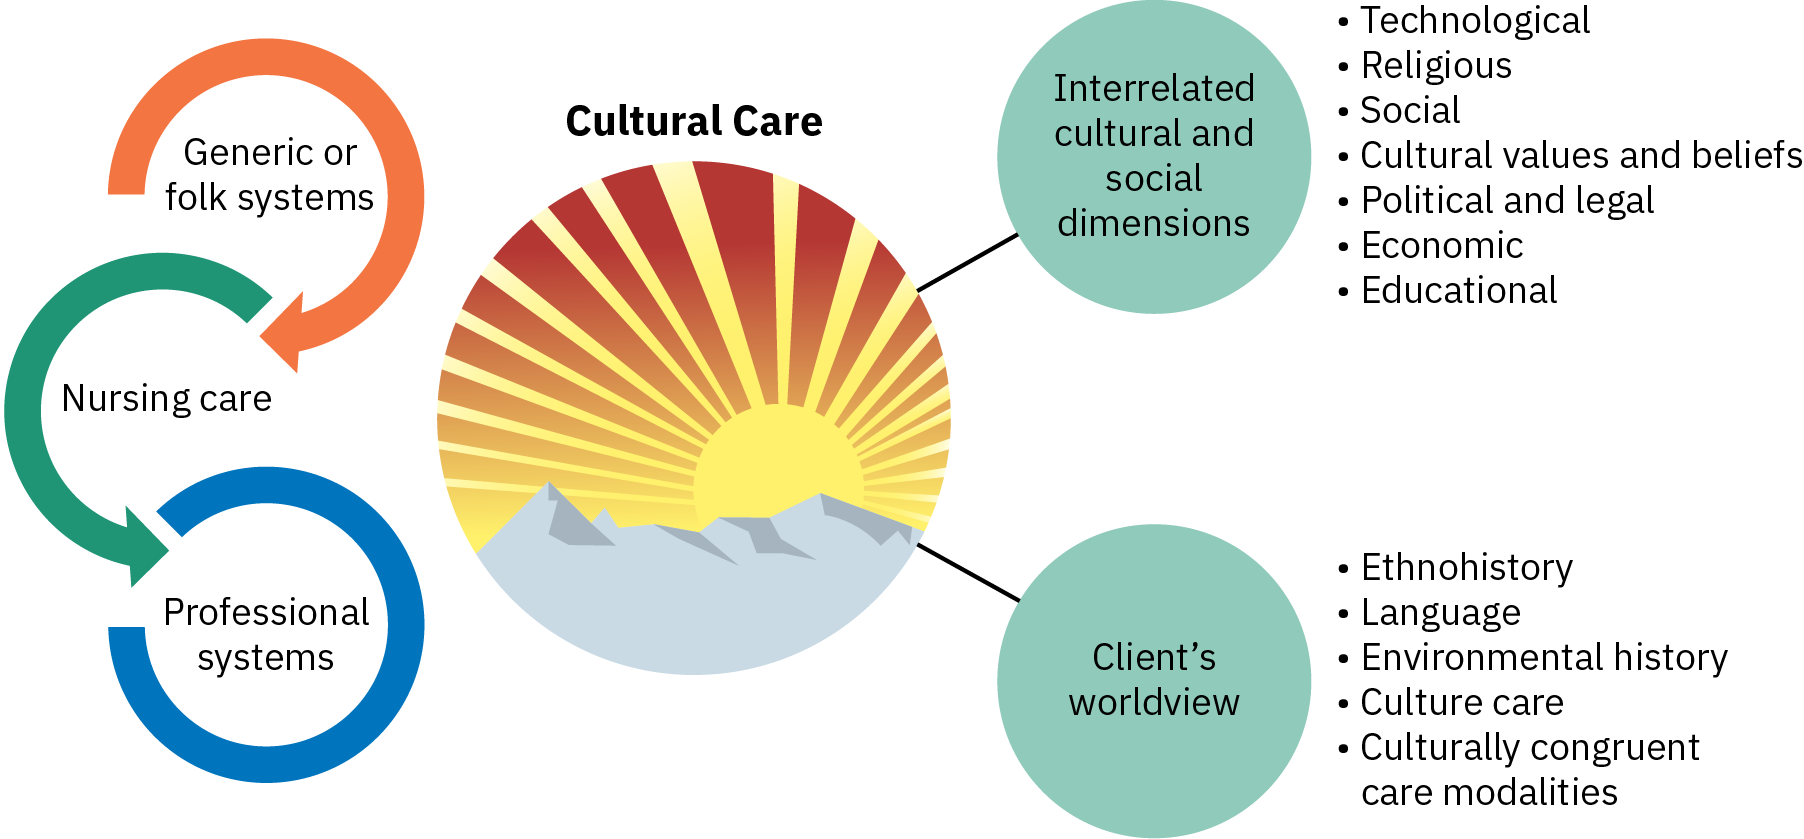 Generic or
folk systems
Nursing care
Professional
systems
Cultural Care
Interrelated
cultural and
social
dimensions
• Technological
• Religious
• Social
• Cultural values and beliefs
• Political and legal
• Economic
• Educational
Client’s
worldview
• Ethnohistory
• Language
• Environmental history
• Culture care
• Culturally congruent
care modalities